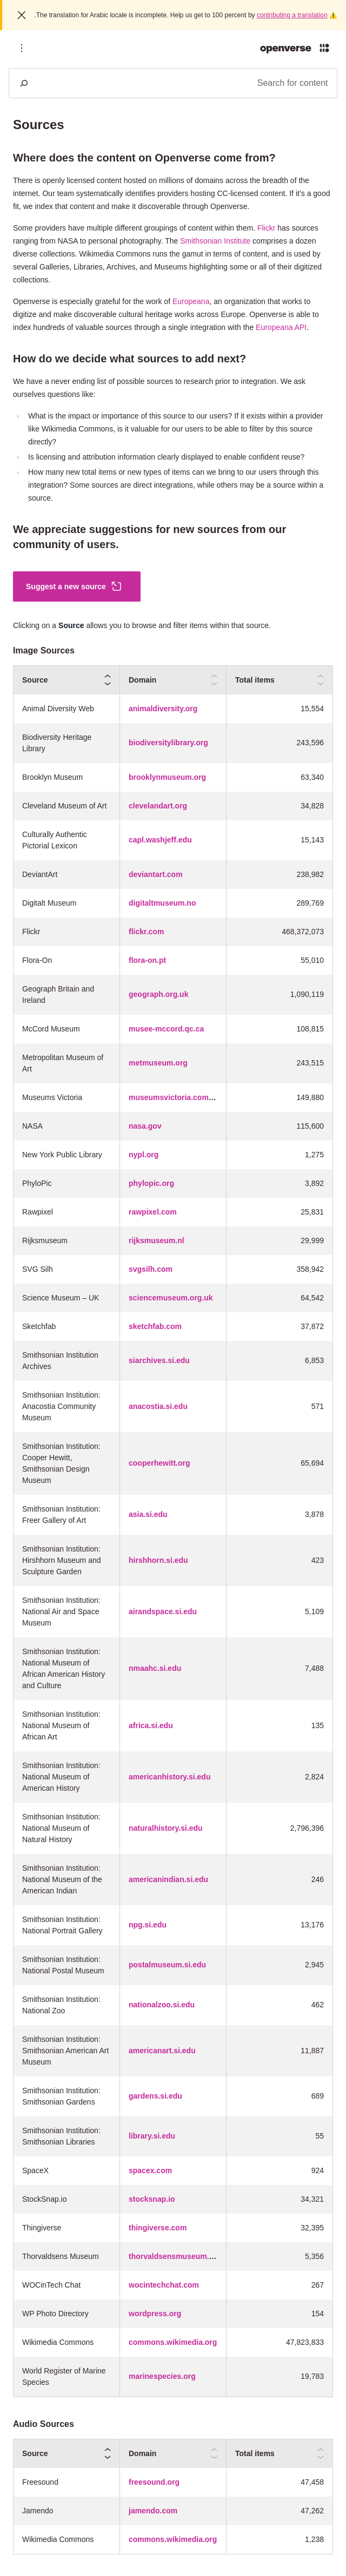 .The translation for Arabic locale is incomplete. Help us get to 100 percent by contributing a translation ⚠️
openverse
Search for content
Sources
Where does the content on Openverse come from?
There is openly licensed content hosted on millions of domains across the breadth of the
internet. Our team systematically identifies providers hosting CC-licensed content. If it's a good
fit, we index that content and make it discoverable through Openverse.
Some providers have multiple different groupings of content within them. Flickr has sources
ranging from NASA to personal photography. The Smithsonian Institute comprises a dozen
diverse collections. Wikimedia Commons runs the gamut in terms of content, and is used by
several Galleries, Libraries, Archives, and Museums highlighting some or all of their digitized
collections.
Openverse is especially grateful for the work of Europeana, an organization that works to
digitize and make discoverable cultural heritage works across Europe. Openverse is able to
index hundreds of valuable sources through a single integration with the Europeana API.
How do we decide what sources to add next?
We have a never ending list of possible sources to research prior to integration. We ask
ourselves questions like:
What is the impact or importance of this source to our users? If it exists within a provider
like Wikimedia Commons, is it valuable for our users to be able to filter by this source
directly?
Is licensing and attribution information clearly displayed to enable confident reuse?
How many new total items or new types of items can we bring to our users through this
integration? Some sources are direct integrations, while others may be a source within a
source.
We appreciate suggestions for new sources from our
community of users.
Suggest a new source
Clicking on a Source allows you to browse and filter items within that source.
Image Sources
Source Domain Total items
Animal Diversity Web animaldiversity.org 15,554
Biodiversity Heritage
Library biodiversitylibrary.org 243,596
Brooklyn Museum brooklynmuseum.org 63,340
Cleveland Museum of Art clevelandart.org 34,828
Culturally Authentic
Pictorial Lexicon capl.washjeff.edu 15,143
DeviantArt deviantart.com 238,982
Digitalt Museum digitaltmuseum.no 289,769
Flickr flickr.com 468,372,073
Flora-On flora-on.pt 55,010
Geograph Britain and
Ireland geograph.org.uk 1,090,119
McCord Museum musee-mccord.qc.ca 108,815
Metropolitan Museum of
Art metmuseum.org 243,515
Museums Victoria museumsvictoria.com... 149,880
NASA nasa.gov 115,600
New York Public Library nypl.org 1,275
PhyloPic phylopic.org 3,892
Rawpixel rawpixel.com 25,831
Rijksmuseum rijksmuseum.nl 29,999
SVG Silh svgsilh.com 358,942
Science Museum – UK sciencemuseum.org.uk 64,542
Sketchfab sketchfab.com 37,872
Smithsonian Institution
Archives siarchives.si.edu 6,853
Smithsonian Institution:
Anacostia Community
Museum anacostia.si.edu 571
Smithsonian Institution:
Cooper Hewitt,
Smithsonian Design
Museum cooperhewitt.org 65,694
Smithsonian Institution:
Freer Gallery of Art asia.si.edu 3,878
Smithsonian Institution:
Hirshhorn Museum and
Sculpture Garden hirshhorn.si.edu 423
Smithsonian Institution:
National Air and Space
Museum airandspace.si.edu 5,109
Smithsonian Institution:
National Museum of
African American History
and Culture nmaahc.si.edu 7,488
Smithsonian Institution:
National Museum of
African Art africa.si.edu 135
Smithsonian Institution:
National Museum of
American History americanhistory.si.edu 2,824
Smithsonian Institution:
National Museum of
Natural History naturalhistory.si.edu 2,796,396
Smithsonian Institution:
National Museum of the
American Indian americanindian.si.edu 246
Smithsonian Institution:
National Portrait Gallery npg.si.edu 13,176
Smithsonian Institution:
National Postal Museum postalmuseum.si.edu 2,945
Smithsonian Institution:
National Zoo nationalzoo.si.edu 462
Smithsonian Institution:
Smithsonian American Art
Museum americanart.si.edu 11,887
Smithsonian Institution:
Smithsonian Gardens gardens.si.edu 689
Smithsonian Institution:
Smithsonian Libraries library.si.edu 55
SpaceX spacex.com 924
StockSnap.io stocksnap.io 34,321
Thingiverse thingiverse.com 32,395
Thorvaldsens Museum thorvaldsensmuseum.... 5,356
WOCinTech Chat wocintechchat.com 267
WP Photo Directory wordpress.org 154
Wikimedia Commons commons.wikimedia.org 47,823,833
World Register of Marine
Species marinespecies.org 19,783
Audio Sources
Source Domain Total items
Freesound freesound.org 47,458
Jamendo jamendo.com 47,262
Wikimedia Commons commons.wikimedia.org 1,238